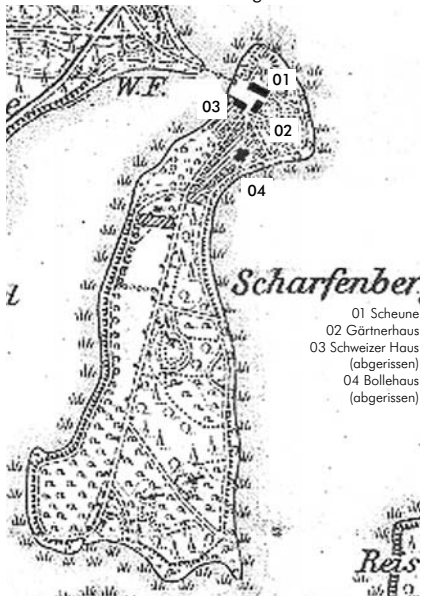 01
W.F.
03
02
04
Scharfenber
01 Scheune
02 Gärtnerhaus
03 Schweizer Haus
(abgerissen)
04 Bollehaus
(abgerissen)
Reis